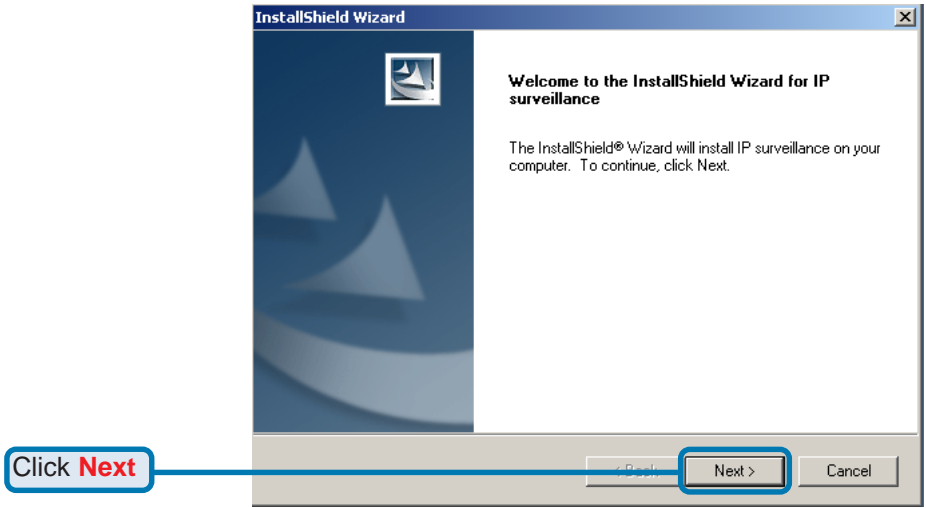 InstallShield Wizard
Welcome to the InstallShield Wizard for IP
surveillance
The InstallShield® Wizard will install IP surveillance on your
computer. To continue, click Next.
Click Next
< Back
Next >
Cancel